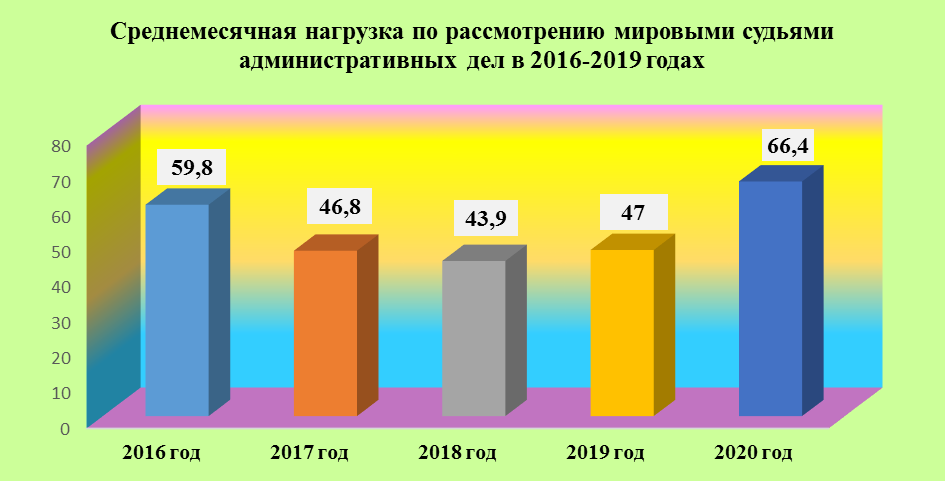 Среднемесячная нагрузка по рассмотрению мировыми судьями
административных дел в 2016-2019 годах
80
70
60
50
40
30
20
10
0
59,8
46,8
43,9
47
66,4
2016 год
2017 год
2018 год
2019 год
2020 год